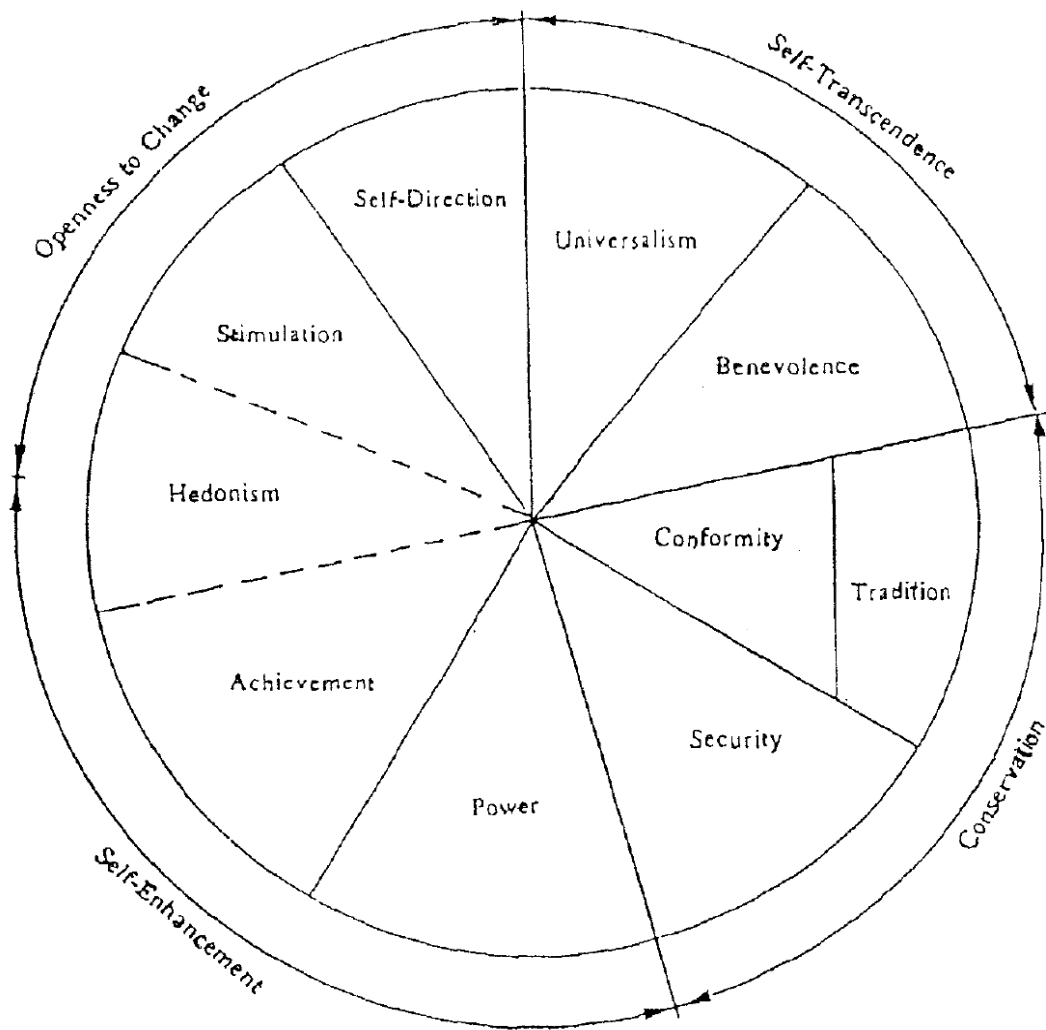 Openness to Change
Self-Transcendence
Self-Direction
Universalism
Stimulation
Benevolence
Hedonism
Conformity
Tradition
Achievement
Security
Power
Self-Enhancement
Conservation